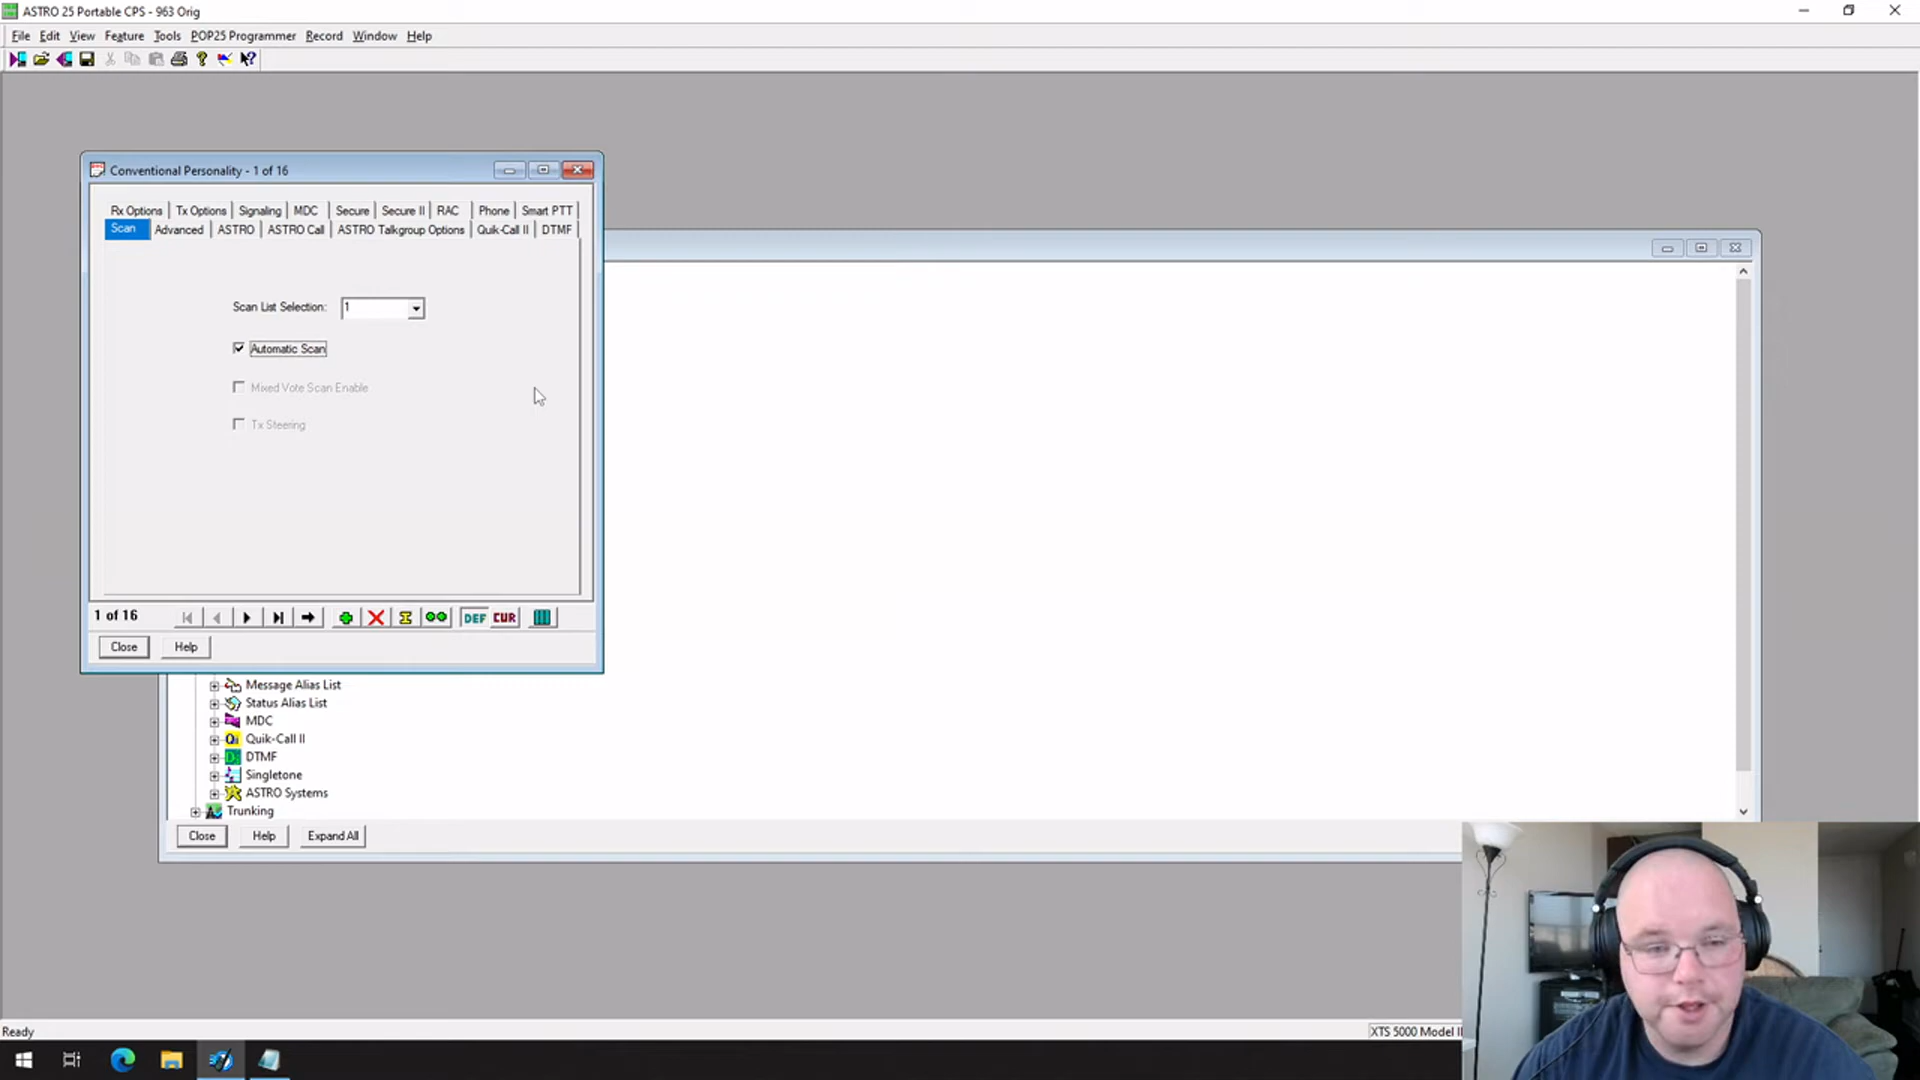 ASTRO 25 Portable CPS - 963 Orig
File Edit View Feature Tools POP25 Programmer Record Window Help
Conventional Personality - 1 of 16
Rx Options Tx Options Signaling MDC Secure Secure II RAC Phone Smart PTT
Scan Advanced ASTRO ASTRO Call ASTRO Talkgroup Options Quik-Call II DTMF
Scan List Selection: 1
Automatic Scan
Mixed Vote Scan Enable
Tx Steering
1 of 16 DEF CUR
Close Help
Message Alias List
Status Alias List
MDC
Quik-Call II
DTMF
Singletone
ASTRO Systems
Trunking
Close Help Expand All
Ready XTS 5000 Model